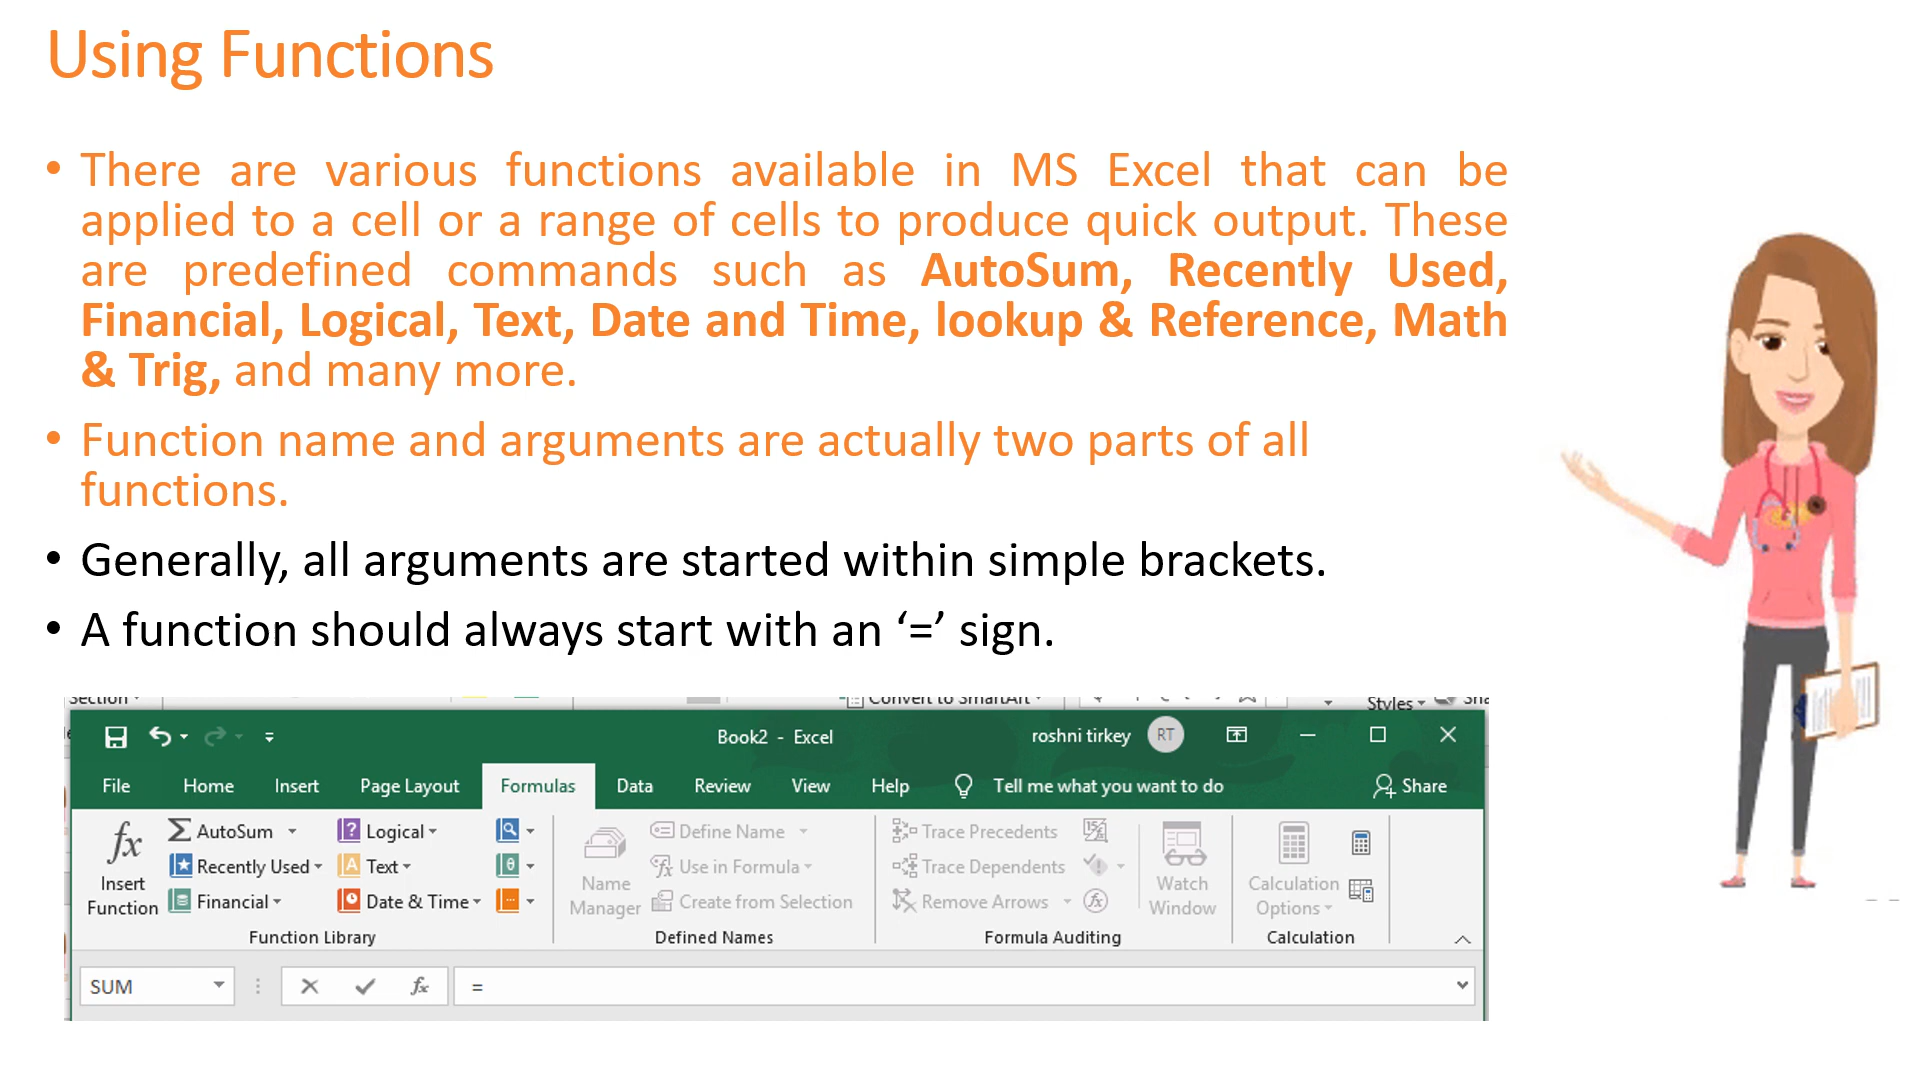 Using Functions
• There are various functions available in MS Excel that can be
applied to a cell or a range of cells to produce quick output. These
are predefined commands such as AutoSum, Recently Used,
Financial, Logical, Text, Date and Time, lookup & Reference, Math
& Trig, and many more.
• Function name and arguments are actually two parts of all
functions.
• Generally, all arguments are started within simple brackets.
• A function should always start with an ‘=’ sign.
Section Convert to SmartArt Styles
Book2 - Excel roshni tirkey RT
File Home Insert Page Layout Formulas Data Review View Help Tell me what you want to do Share
fx AutoSum Logical Define Name Trace Precedents
Recently Used Text Use in Formula Trace Dependents
Insert Name Watch Calculation
Function Financial Date & Time Manager Create from Selection Remove Arrows Window Options
Function Library Defined Names Formula Auditing Calculation
SUM fx =